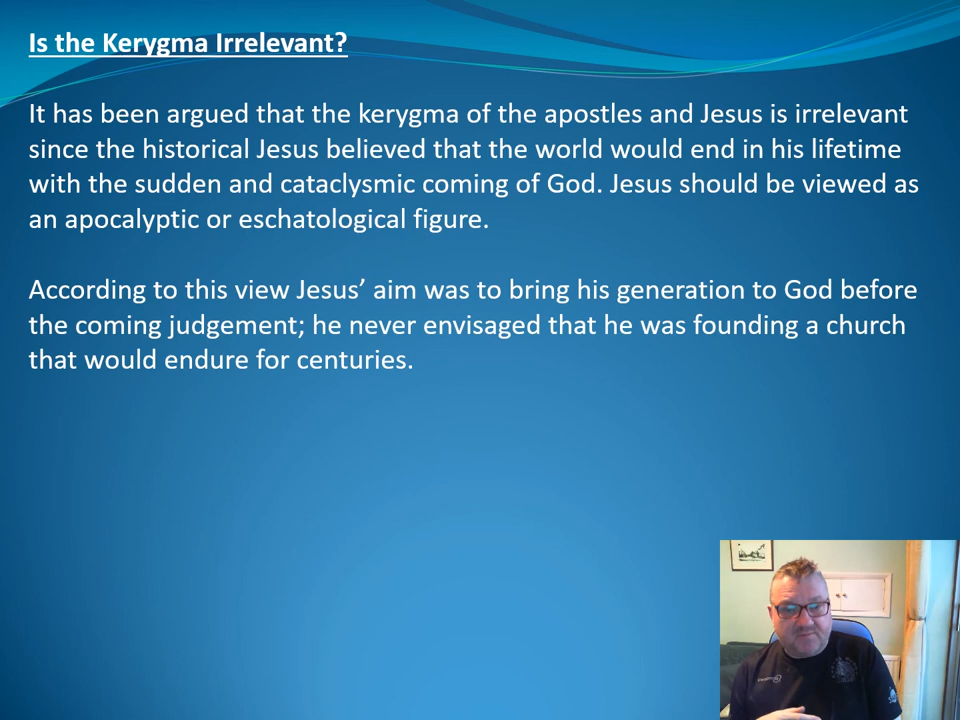 Is the Kerygma Irrelevant?
It has been argued that the kerygma of the apostles and Jesus is irrelevant
since the historical Jesus believed that the world would end in his lifetime
with the sudden and cataclysmic coming of God. Jesus should be viewed as
an apocalyptic or eschatological figure.
According to this view Jesus’ aim was to bring his generation to God before
the coming judgement; he never envisaged that he was founding a church
that would endure for centuries.